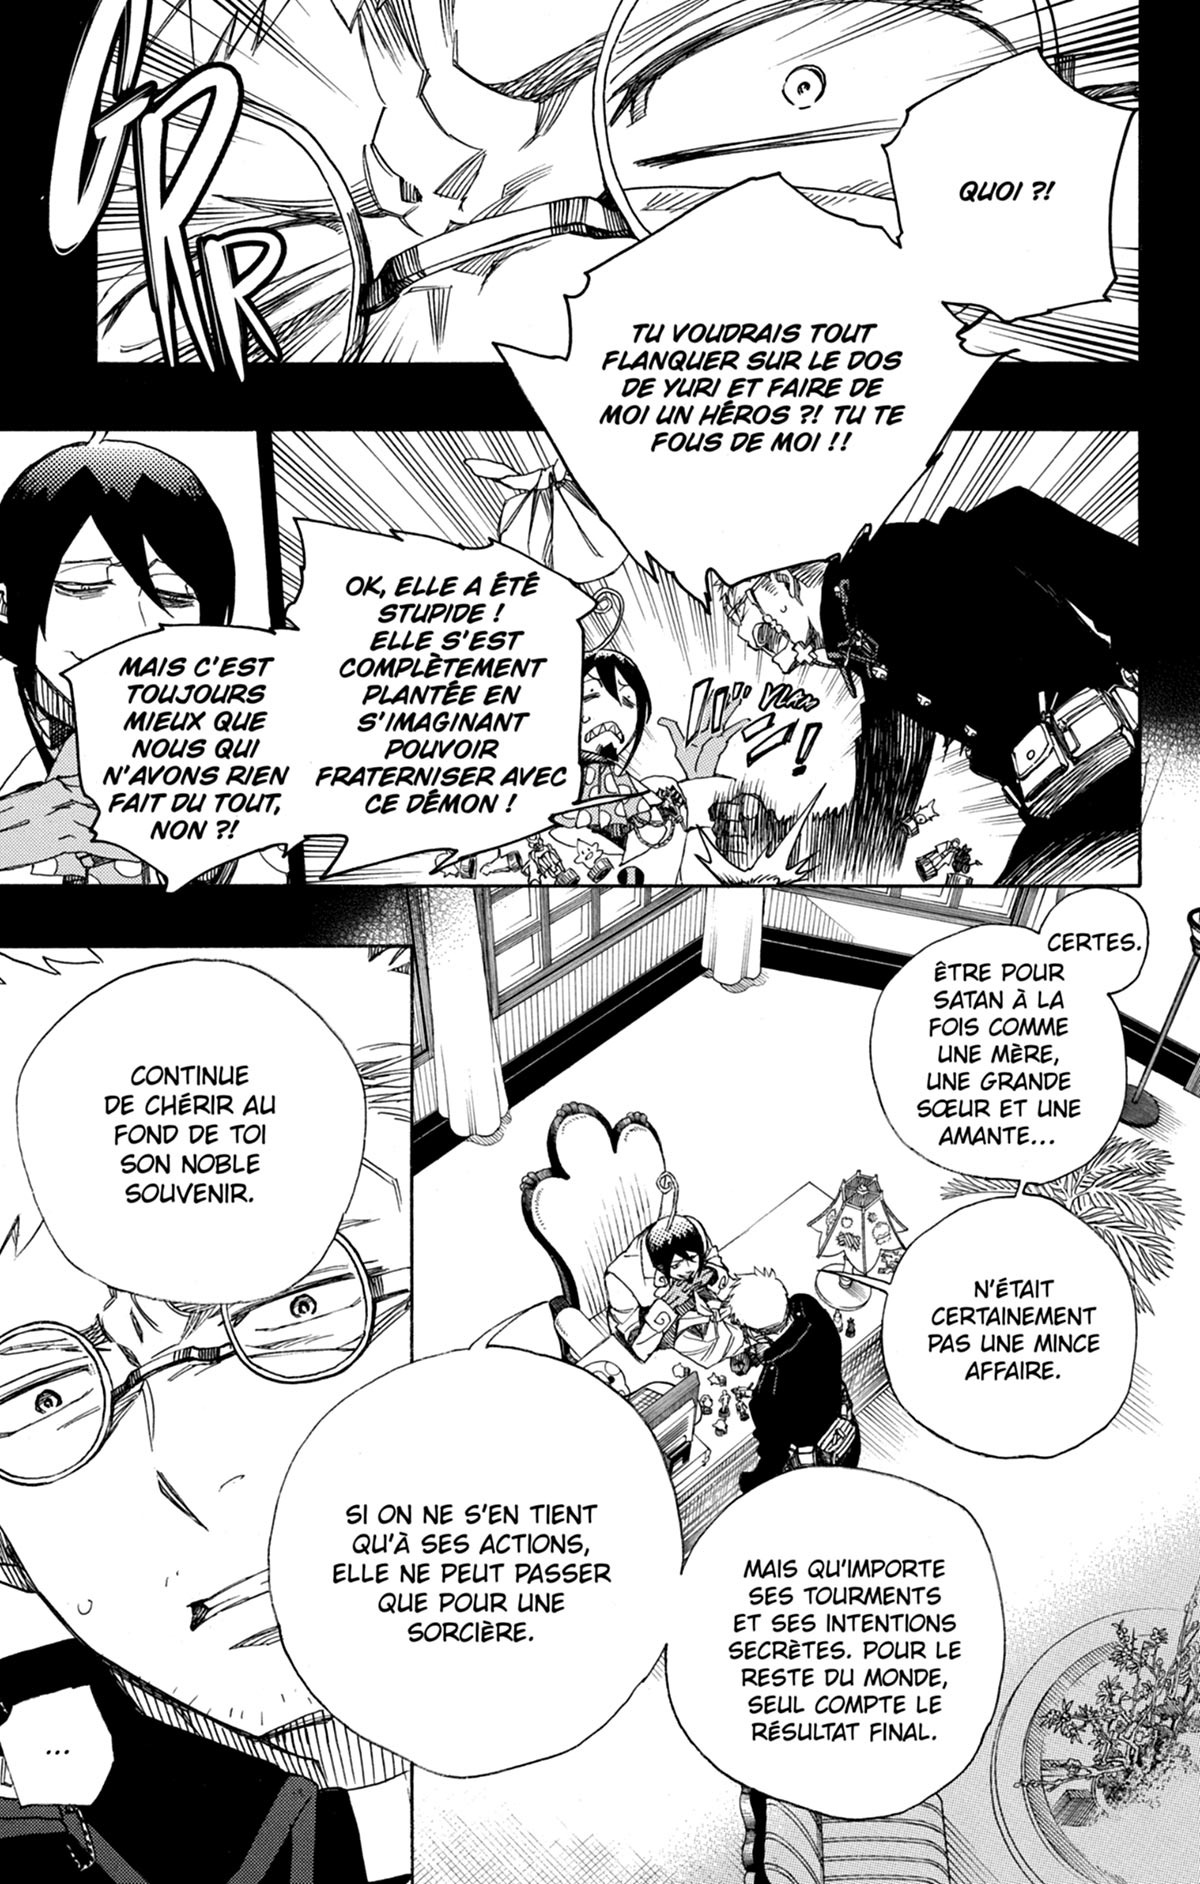 GRRR
QUOI ?!
TU VOUDRAIS TOUT
FLANQUER SUR LE DOS
DE YURI ET FAIRE DE
MOI UN HÉROS ?! TU TE
FOUS DE MOI !!
VLAM
!
OK, ELLE A ÉTÉ
STUPIDE !
ELLE S'EST
COMPLÈTEMENT
PLANTÉE EN
S'IMAGINANT
POUVOIR
FRATERNISER AVEC
CE DÉMON !
MAIS C'EST
TOUJOURS
MIEUX QUE
NOUS QUI
N'AVONS RIEN
FAIT DU TOUT,
NON ?!
CERTES.
ÊTRE POUR
SATAN À LA
FOIS COMME
UNE MÈRE,
UNE GRANDE
SŒUR ET UNE
AMANTE...
N'ÉTAIT
CERTAINEMENT
PAS UNE MINCE
AFFAIRE.
MAIS QU'IMPORTE
SES TOURMENTS
ET SES INTENTIONS
SECRÈTES. POUR LE
RESTE DU MONDE,
SEUL COMPTE LE
RÉSULTAT FINAL.
SI ON NE S'EN TIENT
QU'À SES ACTIONS,
ELLE NE PEUT PASSER
QUE POUR UNE
SORCIÈRE.
CONTINUE
DE CHÉRIR AU
FOND DE TOI
SON NOBLE
SOUVENIR.
...